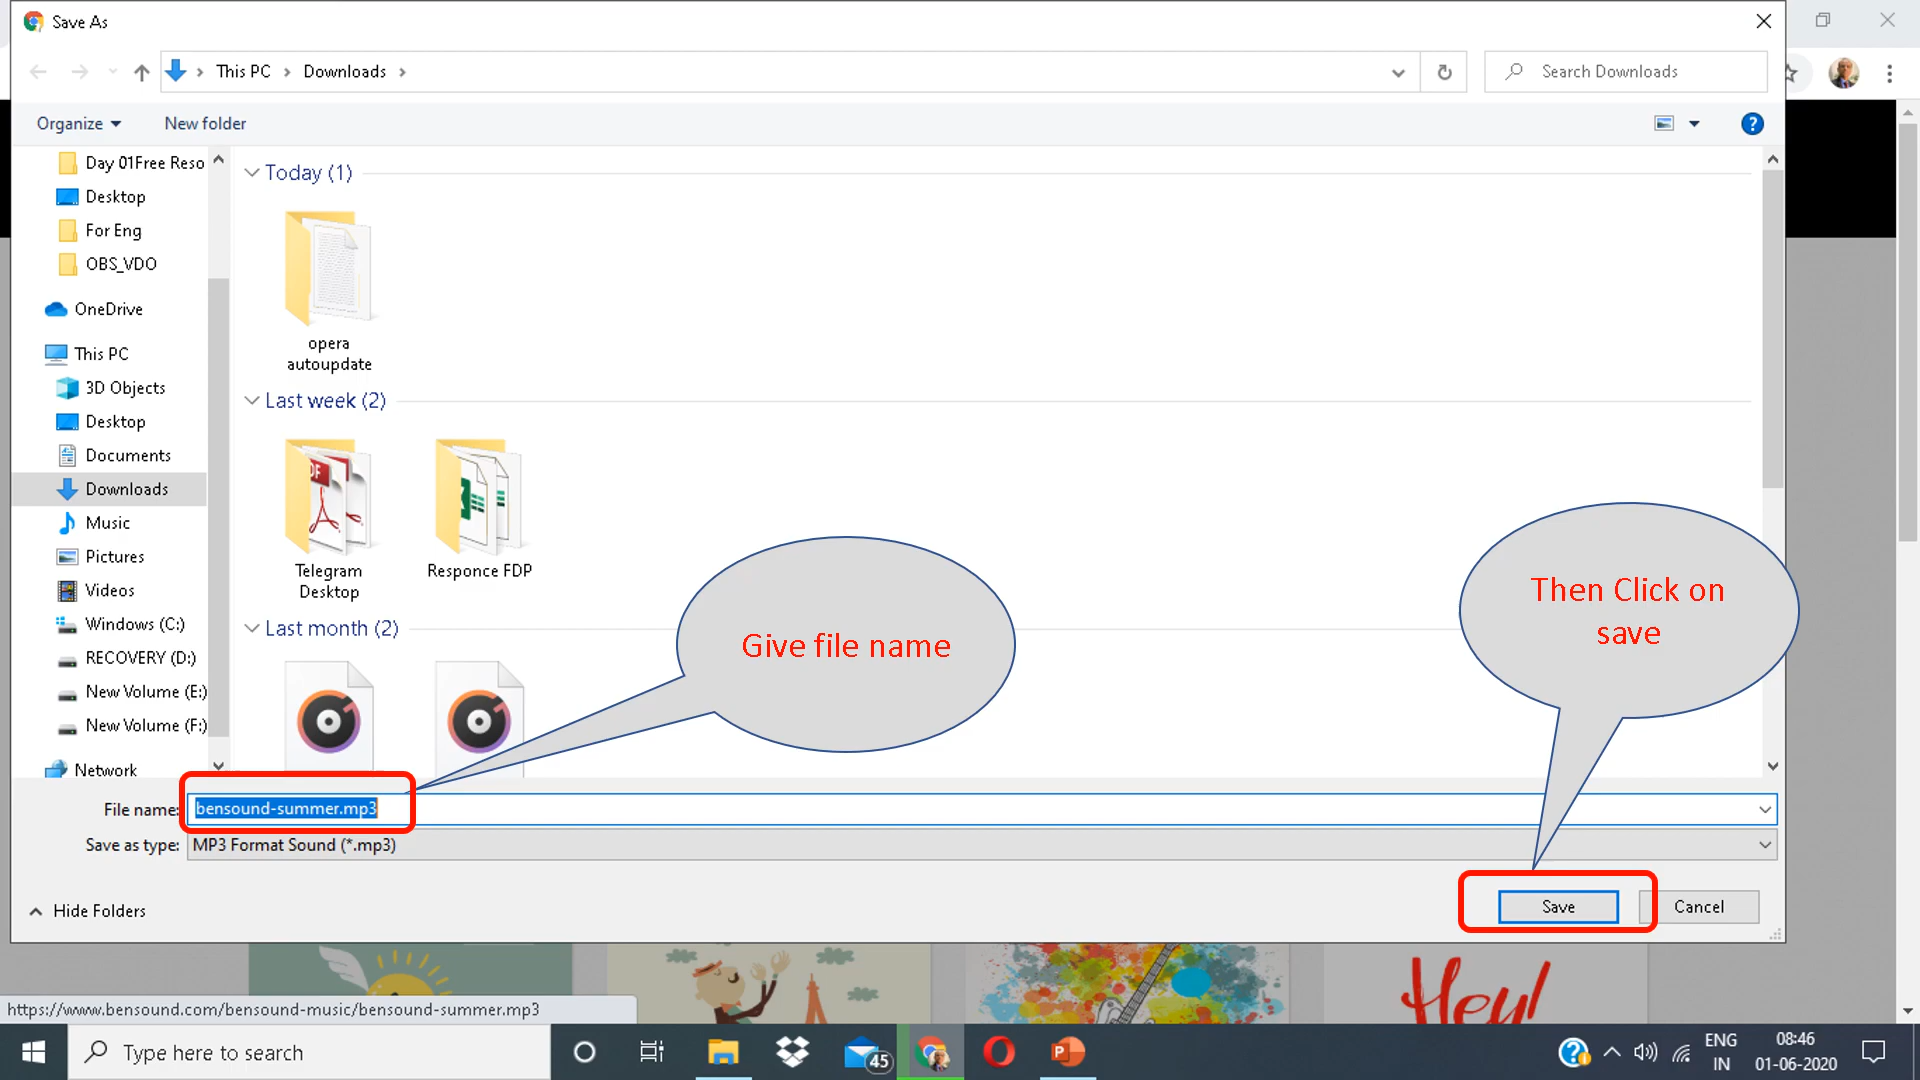 Save As
This PC
Downloads
Search Downloads
Organize
New folder
?
Day 01Free Reso
Desktop
For Eng
OBS_VDO
OneDrive
This PC
3D Objects
Desktop
Documents
Downloads
Music
Pictures
Videos
Windows (C:)
RECOVERY (D:)
New Volume (E:)
New Volume (F:)
Network
Today (1)
opera
autoupdate
Last week (2)
Telegram
Desktop
Responce FDP
Last month (2)
Give file name
Then Click on
save
File name:
bensound-summer.mp3
Save as type:
MP3 Format Sound (*.mp3)
Hide Folders
Save
Cancel
Hey!
https://www.bensound.com/bensound-music/bensound-summer.mp3
Type here to search
45
P
?
ENG
IN
08:46
01-06-2020